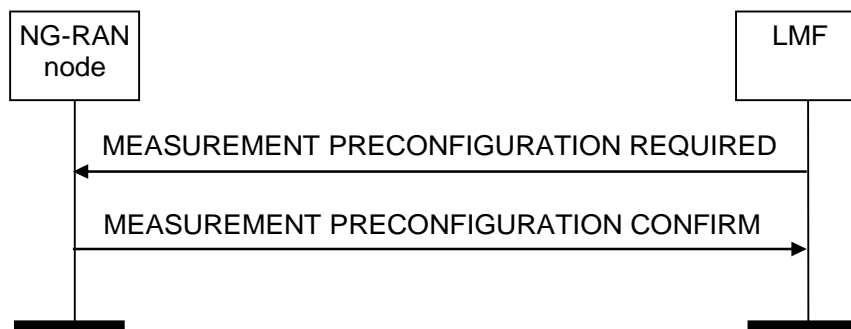 NG-RAN
node
LMF
MEASUREMENT PRECONFIGURATION REQUIRED
MEASUREMENT PRECONFIGURATION CONFIRM